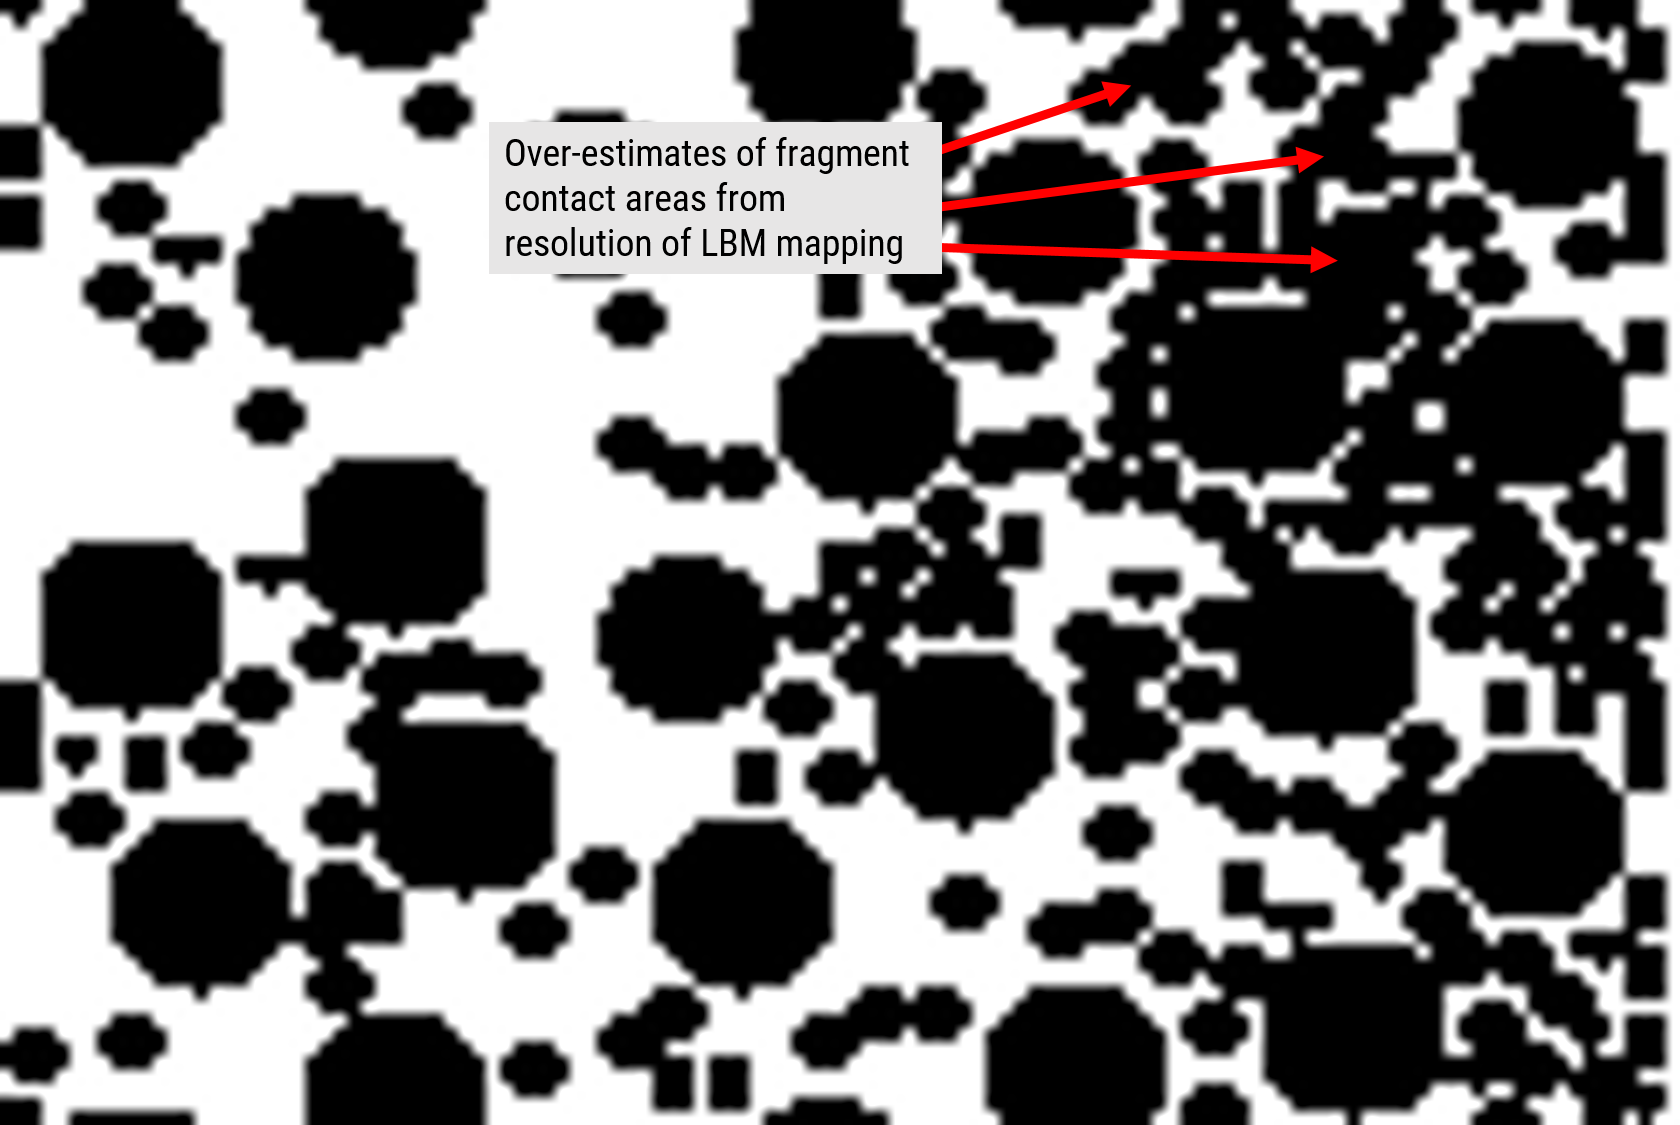 Over-estimates of fragment
contact areas from
resolution of LBM mapping